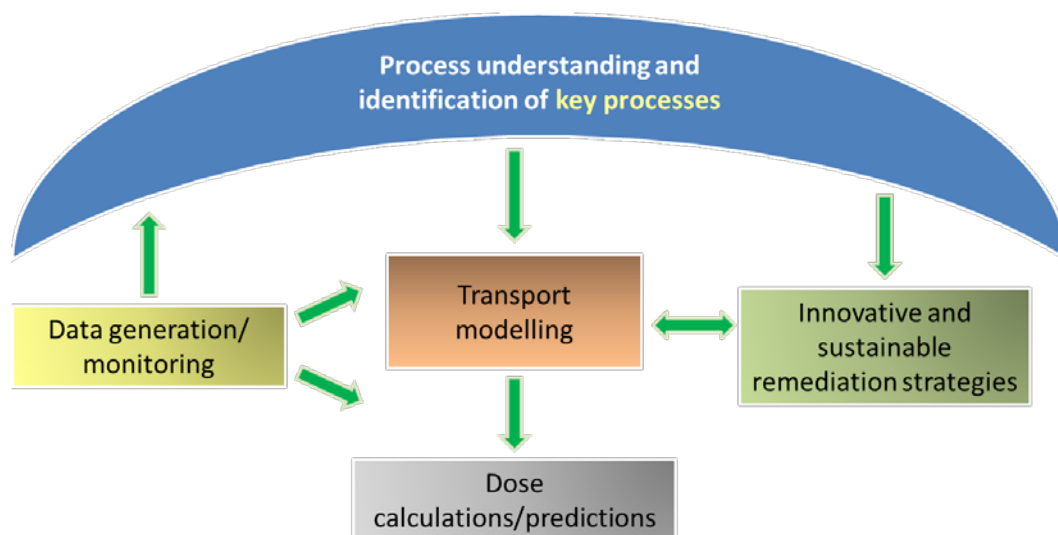 Process understanding and
identification of key processes
Transport
modelling
Data generation/
monitoring
Innovative and
sustainable
remediation strategies
Dose
calculations/predictions